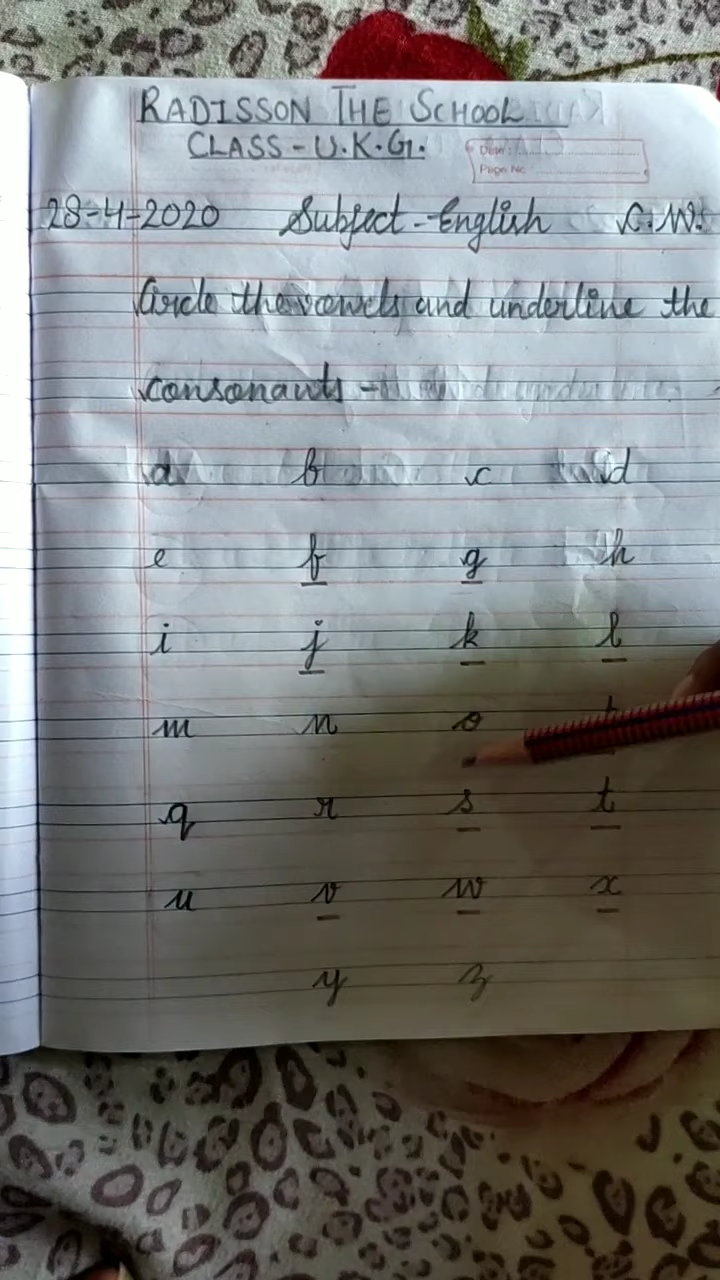 RADISSON THE SCHOOL
CLASS - U.K.G.
Date :
Page No.
28-4-2020 Subject - English C.W.
Circle the vowels and underline the
consonants -
a b c d
e f g h
i j k l
m n o
q r s t
u v w x
y z